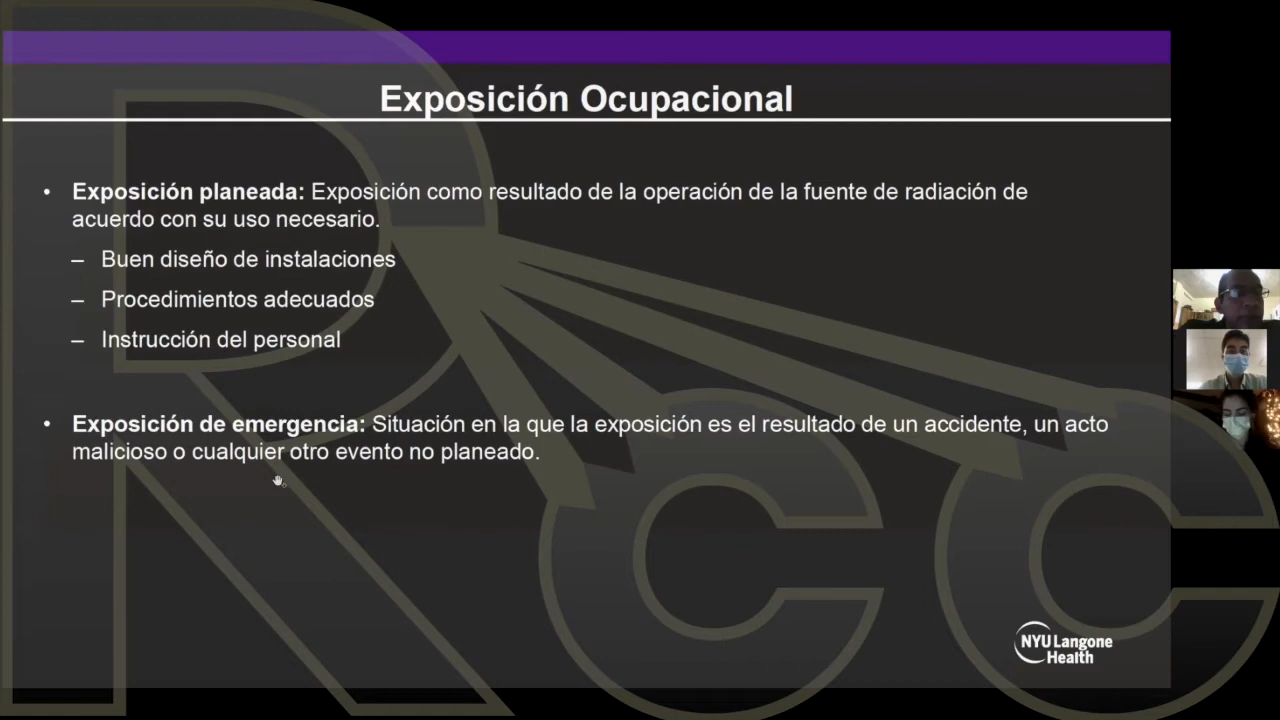 Exposición Ocupacional
• Exposición planeada: Exposición como resultado de la operación de la fuente de radiación de
acuerdo con su uso necesario.
– Buen diseño de instalaciones
– Procedimientos adecuados
– Instrucción del personal
• Exposición de emergencia: Situación en la que la exposición es el resultado de un accidente, un acto
malicioso o cualquier otro evento no planeado.
NYU Langone
Health
Rcc